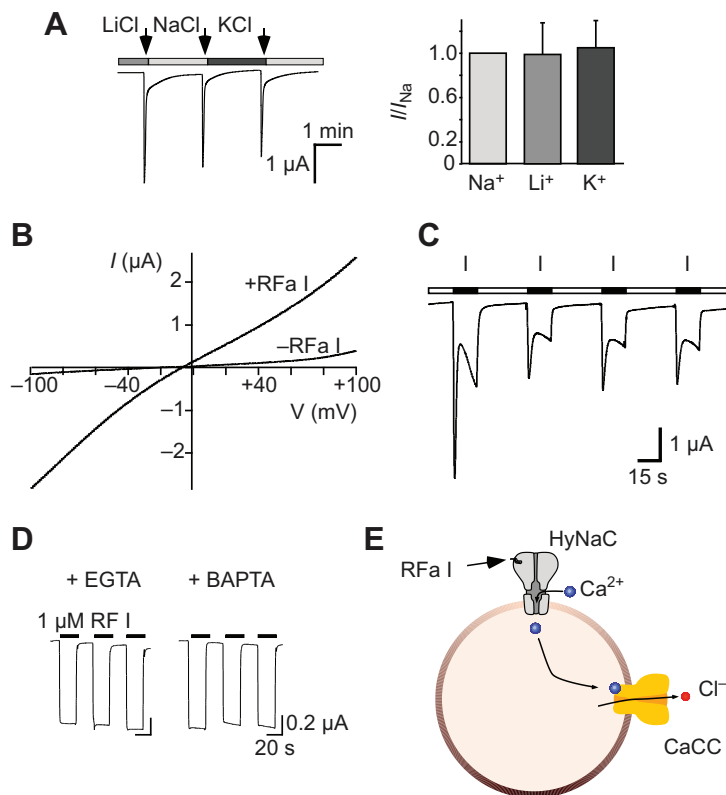 A
LiCl NaCl KCl
1 min
1 µA
I/I Na
1.0
0.6
0.2
0
Na+ Li+ K+
B
I (µA)
2
1
–1
–2
+RFa I
–RFa I
–100
–40
+40
+100
V (mV)
C
I I I I
1 µA
15 s
D
+ EGTA + BAPTA
1 µM RF I
0.2 µA
20 s
E
HyNaC
RFa I
Ca2+
Cl–
CaCC